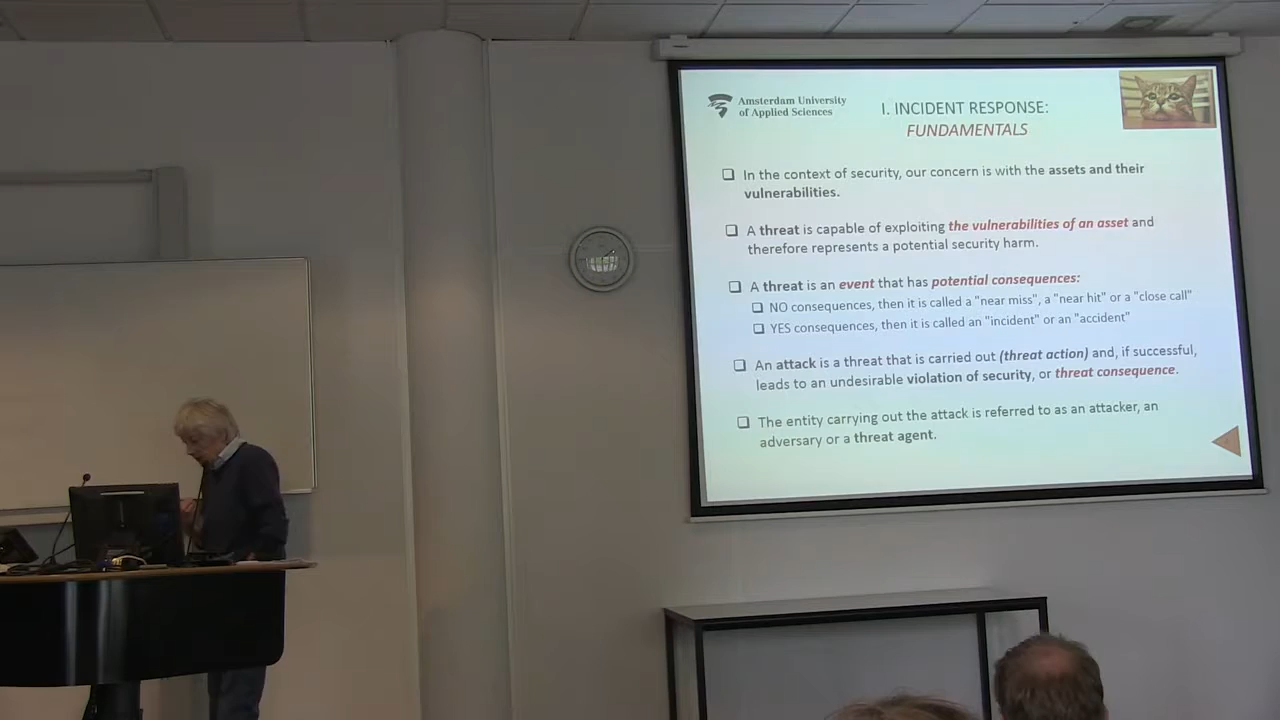 Amsterdam University
of Applied Sciences
I. INCIDENT RESPONSE:
FUNDAMENTALS
In the context of security, our concern is with the assets and their
vulnerabilities.
A threat is capable of exploiting the vulnerabilities of an asset and
therefore represents a potential security harm.
A threat is an event that has potential consequences:
NO consequences, then it is called a "near miss", a "near hit" or a "close call"
YES consequences, then it is called an "incident" or an "accident"
An attack is a threat that is carried out (threat action) and, if successful,
leads to an undesirable violation of security, or threat consequence.
The entity carrying out the attack is referred to as an attacker, an
adversary or a threat agent.